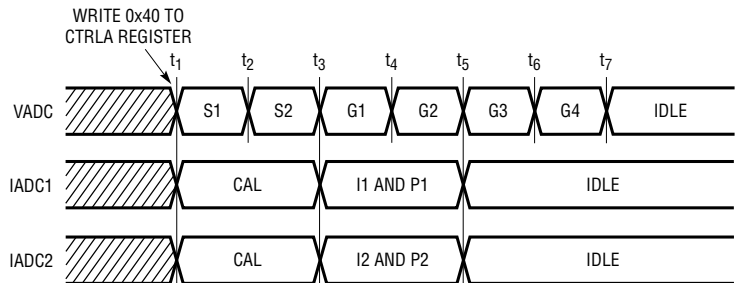 WRITE 0x40 TO
CTRLA REGISTER
t1 t2 t3 t4 t5 t6 t7
VADC S1 S2 G1 G2 G3 G4 IDLE
IADC1 CAL I1 AND P1 IDLE
IADC2 CAL I2 AND P2 IDLE